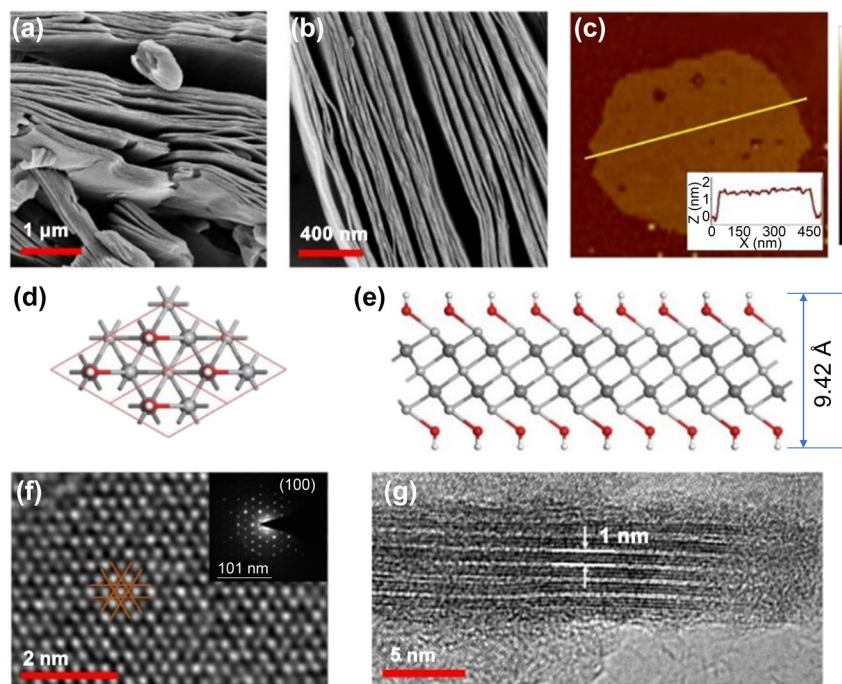 (a)
1 µm
(b)
400 nm
(c)
Z (nm)
2
1
0
0
150
300
450
X (nm)
(d)
(e)
9.42 Å
(f)
(100)
101 nm
2 nm
(g)
1 nm
5 nm